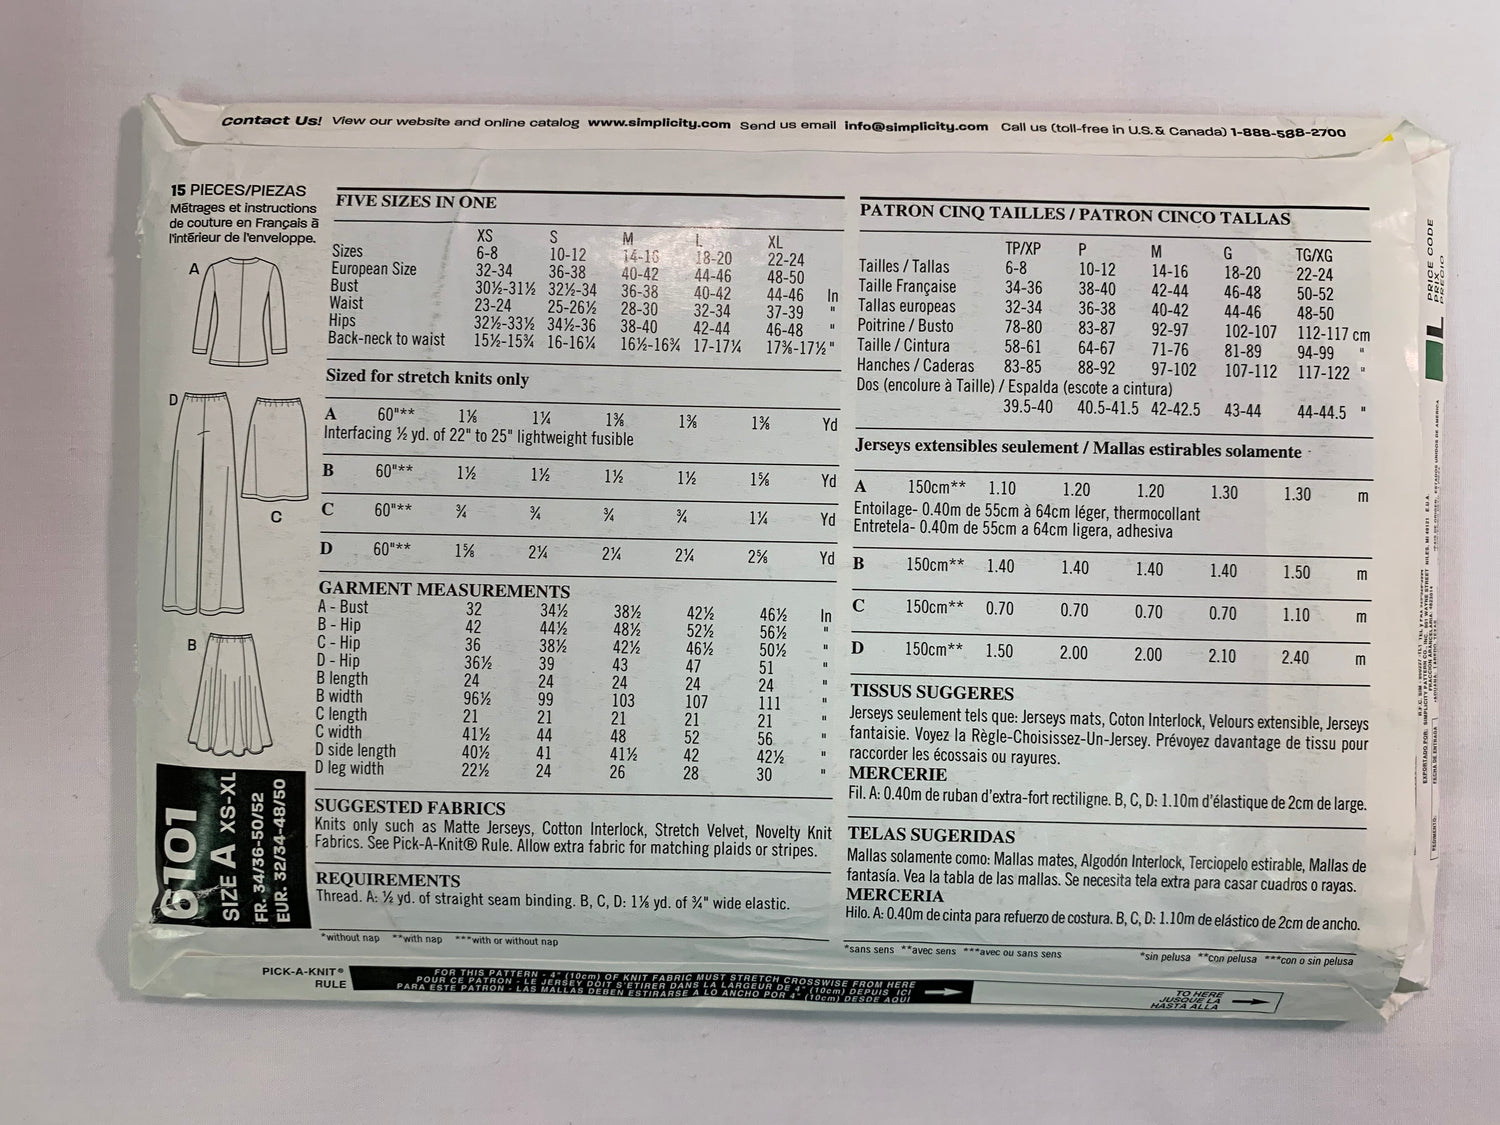 Contact Us! View our website and online catalog www.simplicity.com Send us email info@simplicity.com Call us (toll-free in U.S. & Canada) 1-888-588-2700
15 PIECES/PIEZAS
Métrages et instructions
de couture en Français à
l'intérieur de l'enveloppe.
A
D
C
B
6101
SIZE A XS-XL
FR. 34/36-50/52
EUR. 32/34-48/50
FIVE SIZES IN ONE
XS S M L XL
Sizes 6-8 10-12 14-16 18-20 22-24
European Size 32-34 36-38 40-42 44-46 48-50
Bust 30½-31½ 32½-34 36-38 40-42 44-46 In
Waist 23-24 25-26½ 28-30 32-34 37-39 "
Hips 32½-33½ 34½-36 38-40 42-44 46-48 "
Back-neck to waist 15½-15¾ 16-16¼ 16½-16¾ 17-17¼ 17⅜-17½ "
Sized for stretch knits only
A 60"** 1⅛ 1¼ 1⅜ 1⅜ 1⅜ Yd
Interfacing ½ yd. of 22" to 25" lightweight fusible
B 60"** 1½ 1½ 1½ 1½ 1⅝ Yd
C 60"** ¾ ¾ ¾ ¾ 1¼ Yd
D 60"** 1⅝ 2¼ 2¼ 2¼ 2⅝ Yd
GARMENT MEASUREMENTS
A - Bust 32 34½ 38½ 42½ 46½ In
B - Hip 42 44½ 48½ 52½ 56½ "
C - Hip 36 38½ 42½ 46½ 50½ "
D - Hip 36½ 39 43 47 51 "
B length 24 24 24 24 24 "
B width 96½ 99 103 107 111 "
C length 21 21 21 21 21 "
C width 41½ 44 48 52 56 "
D side length 40½ 41 41½ 42 42½ "
D leg width 22½ 24 26 28 30 "
SUGGESTED FABRICS
Knits only such as Matte Jerseys, Cotton Interlock, Stretch Velvet, Novelty Knit
Fabrics. See Pick-A-Knit® Rule. Allow extra fabric for matching plaids or stripes.
REQUIREMENTS
Thread. A: ½ yd. of straight seam binding. B, C, D: 1⅛ yd. of ¾" wide elastic.
*without nap **with nap ***with or without nap
PATRON CINQ TAILLES / PATRON CINCO TALLAS
TP/XP P M G TG/XG
Tailles / Tallas 6-8 10-12 14-16 18-20 22-24
Taille Française 34-36 38-40 42-44 46-48 50-52
Tallas europeas 32-34 36-38 40-42 44-46 48-50
Poitrine / Busto 78-80 83-87 92-97 102-107 112-117 cm
Taille / Cintura 58-61 64-67 71-76 81-89 94-99 "
Hanches / Caderas 83-85 88-92 97-102 107-112 117-122 "
Dos (encolure à Taille) / Espalda (escote a cintura)
39.5-40 40.5-41.5 42-42.5 43-44 44-44.5 "
Jerseys extensibles seulement / Mallas estirables solamente
A 150cm** 1.10 1.20 1.20 1.30 1.30 m
Entoilage- 0.40m de 55cm à 64cm léger, thermocollant
Entretela- 0.40m de 55cm a 64cm ligera, adhesiva
B 150cm** 1.40 1.40 1.40 1.40 1.50 m
C 150cm** 0.70 0.70 0.70 0.70 1.10 m
D 150cm** 1.50 2.00 2.00 2.10 2.40 m
TISSUS SUGGERES
Jerseys seulement tels que: Jerseys mats, Coton Interlock, Velours extensible, Jerseys
fantaisie. Voyez la Règle-Choisissez-Un-Jersey. Prévoyez davantage de tissu pour
raccorder les écossais ou rayures.
MERCERIE
Fil. A: 0.40m de ruban d'extra-fort rectiligne. B, C, D: 1.10m d'élastique de 2cm de large.
TELAS SUGERIDAS
Mallas solamente como: Mallas mates, Algodón Interlock, Terciopelo estirable, Mallas de
fantasía. Vea la tabla de las mallas. Se necesita tela extra para casar cuadros o rayas.
MERCERIA
Hilo. A: 0.40m de cinta para refuerzo de costura. B, C, D: 1.10m de elástico de 2cm de ancho.
*sans sens **avec sens ***avec ou sans sens *sin pelusa **con pelusa ***con o sin pelusa
PICK-A-KNIT®
RULE
FOR THIS PATTERN - 4" (10cm) OF KNIT FABRIC MUST STRETCH CROSSWISE FROM HERE
POUR CE PATRON - LE JERSEY DOIT S'ETIRER DANS LA LARGEUR DE 4" (10cm) DEPUIS ICI
PARA ESTE PATRON - LAS MALLAS DEBEN ESTIRARSE A LO ANCHO POR 4" (10cm) DESDE AQUI
TO HERE
JUSQUE LA
HASTA ALLA
PRICE CODE
PRIX
PRECIO
L